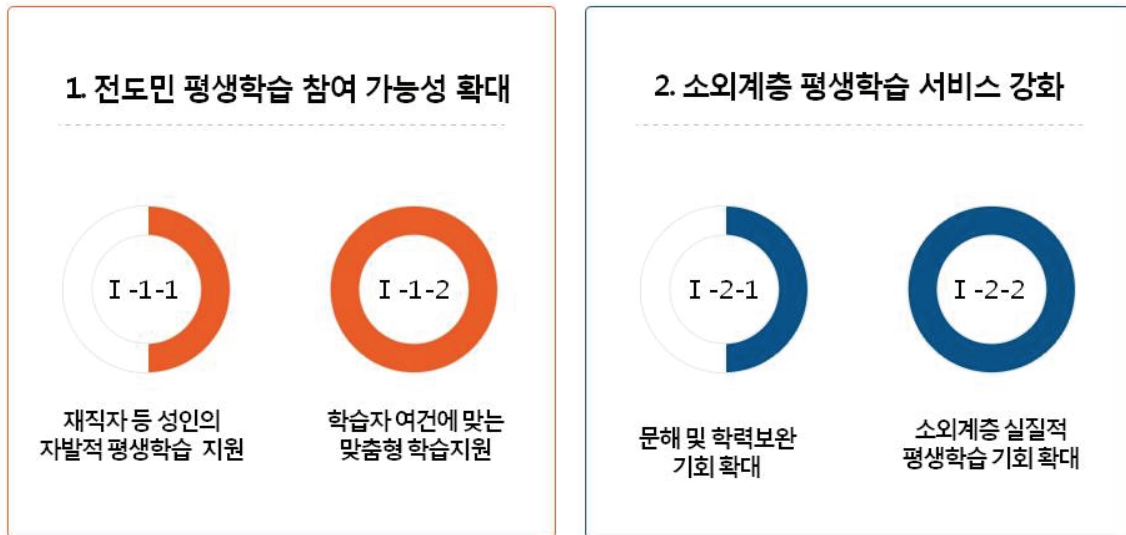 1. 전도민 평생학습 참여 가능성 확대
I -1-1
재직자 등 성인의
자발적 평생학습 지원
I -1-2
학습자 여건에 맞는
맞춤형 학습지원
2. 소외계층 평생학습 서비스 강화
I -2-1
문해 및 학력보완
기회 확대
I -2-2
소외계층 실질적
평생학습 기회 확대